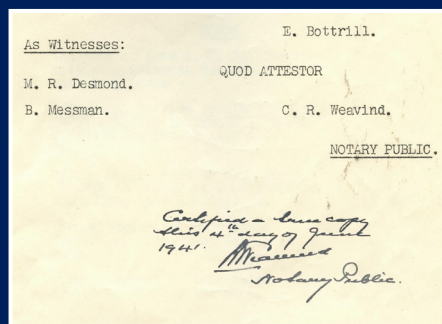 E. Bottrill.
As Witnesses:
QUOD ATTESTOR
M. R. Desmond.
B. Messman.
C. R. Weavind.
NOTARY PUBLIC.
Certified a true copy
this 4th day of June
1941.
Notary Public.